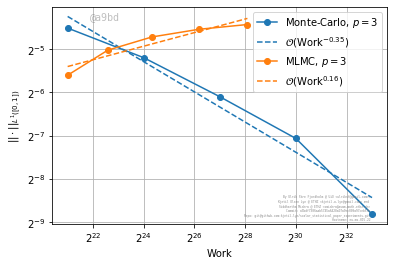 @a9bd
Monte-Carlo, p = 3
O(Work^−0.35)
MLMC, p = 3
O(Work^0.16)
|| · ||_L¹([0,1])
2^−5
2^−6
2^−7
2^−8
2^−9
2^22
2^24
2^26
2^28
2^30
2^32
Work